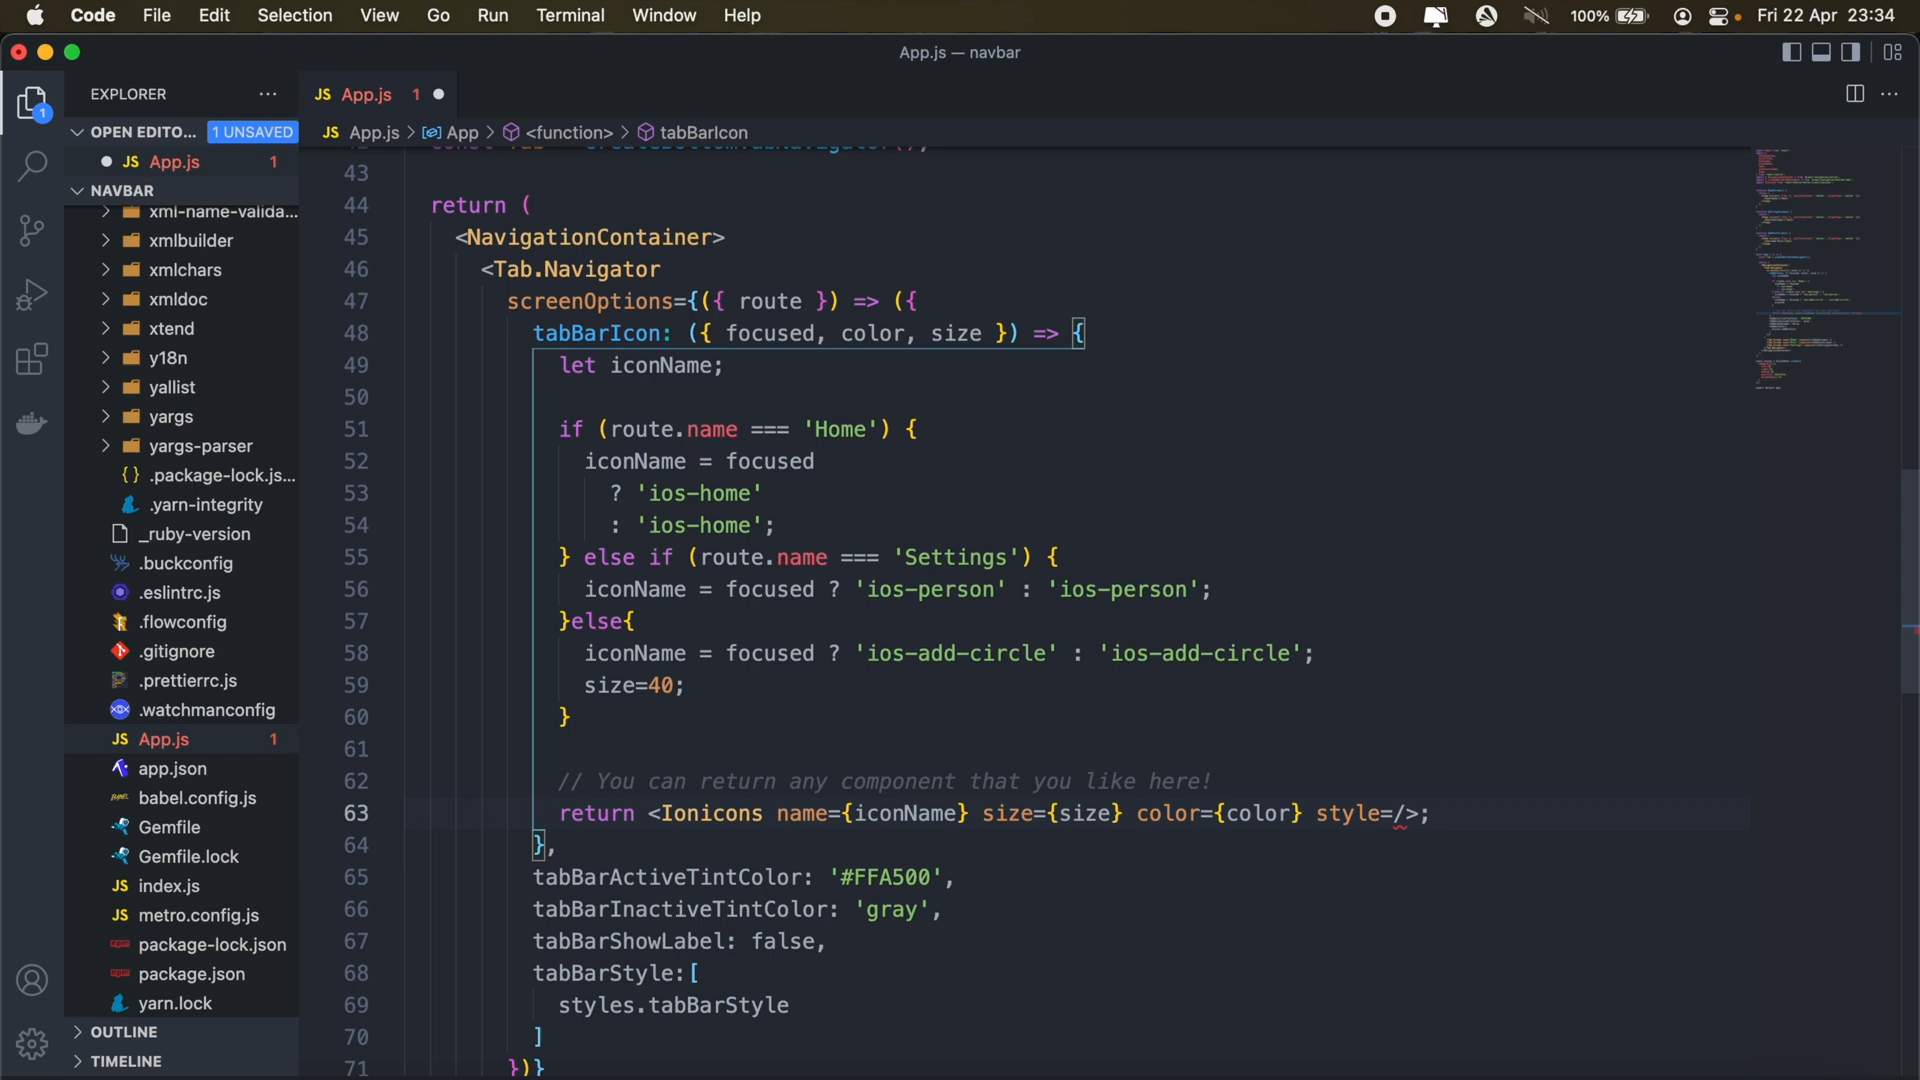 Code File Edit Selection View Go Run Terminal Window Help 100% Fri 22 Apr 23:34
App.js — navbar
EXPLORER ···
JS App.js 1
OPEN EDITO... 1 UNSAVED
JS App.js > App > <function> > tabBarIcon
JS App.js 1
NAVBAR
xml-name-valida...
xmlbuilder
xmlchars
xmldoc
xtend
y18n
yallist
yargs
yargs-parser
{} .package-lock.js...
.yarn-integrity
_ruby-version
.buckconfig
.eslintrc.js
.flowconfig
.gitignore
.prettierrc.js
.watchmanconfig
JS App.js 1
app.json
babel.config.js
Gemfile
Gemfile.lock
JS index.js
JS metro.config.js
package-lock.json
package.json
yarn.lock
OUTLINE
TIMELINE
43
44 return (
45 <NavigationContainer>
46 <Tab.Navigator
47 screenOptions={({ route }) => ({
48 tabBarIcon: ({ focused, color, size }) => {
49 let iconName;
50
51 if (route.name === 'Home') {
52 iconName = focused
53 ? 'ios-home'
54 : 'ios-home';
55 } else if (route.name === 'Settings') {
56 iconName = focused ? 'ios-person' : 'ios-person';
57 }else{
58 iconName = focused ? 'ios-add-circle' : 'ios-add-circle';
59 size=40;
60 }
61
62 // You can return any component that you like here!
63 return <Ionicons name={iconName} size={size} color={color} style=/>;
64 },
65 tabBarActiveTintColor: '#FFA500',
66 tabBarInactiveTintColor: 'gray',
67 tabBarShowLabel: false,
68 tabBarStyle:[
69 styles.tabBarStyle
70 ]
71 })}